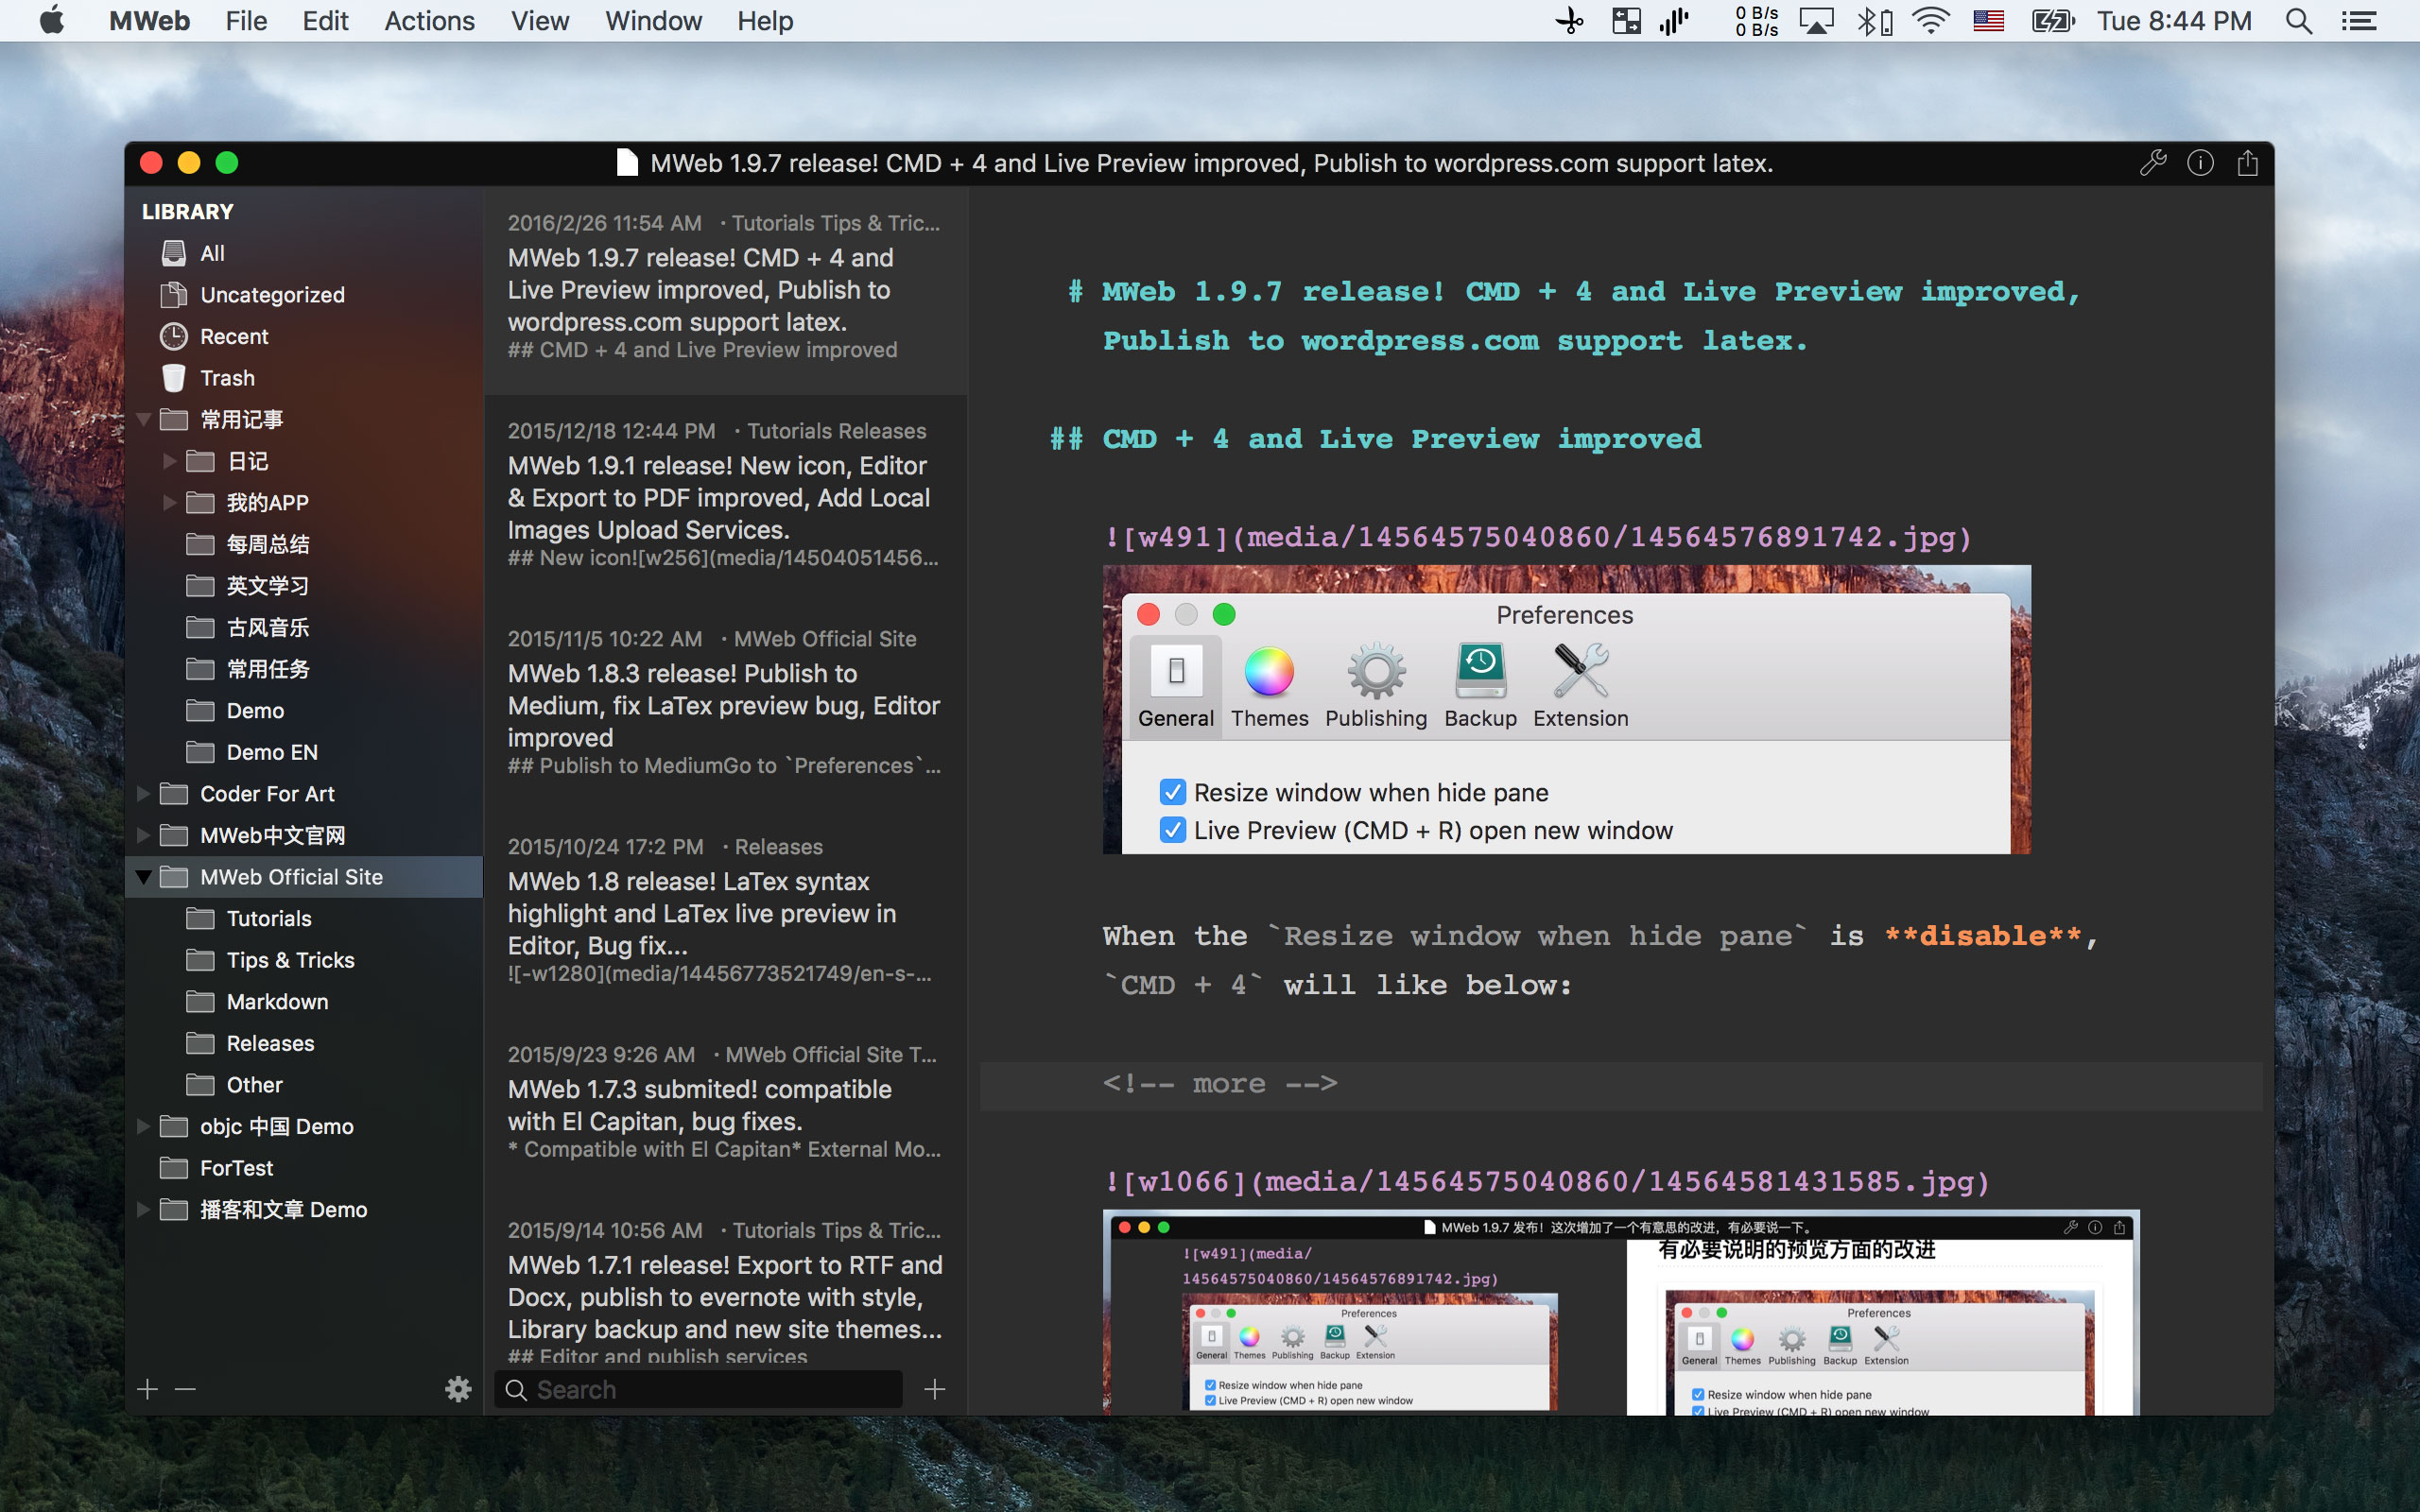 MWeb File Edit Actions View Window Help
0 B/s
0 B/s
Tue 8:44 PM
MWeb 1.9.7 release! CMD + 4 and Live Preview improved, Publish to wordpress.com support latex.
LIBRARY
All
Uncategorized
Recent
Trash
常用记事
日记
我的APP
每周总结
英文学习
古风音乐
常用任务
Demo
Demo EN
Coder For Art
MWeb中文官网
MWeb Official Site
Tutorials
Tips & Tricks
Markdown
Releases
Other
objc 中国 Demo
ForTest
播客和文章 Demo
2016/2/26 11:54 AM · Tutorials Tips & Tric...
MWeb 1.9.7 release! CMD + 4 and
Live Preview improved, Publish to
wordpress.com support latex.
## CMD + 4 and Live Preview improved
2015/12/18 12:44 PM · Tutorials Releases
MWeb 1.9.1 release! New icon, Editor
& Export to PDF improved, Add Local
Images Upload Services.
## New icon![w256](media/14504051456...
2015/11/5 10:22 AM · MWeb Official Site
MWeb 1.8.3 release! Publish to
Medium, fix LaTex preview bug, Editor
improved
## Publish to MediumGo to `Preferences`...
2015/10/24 17:2 PM · Releases
MWeb 1.8 release! LaTex syntax
highlight and LaTex live preview in
Editor, Bug fix...
![-w1280](media/14456773521749/en-s-...
2015/9/23 9:26 AM · MWeb Official Site T...
MWeb 1.7.3 submited! compatible
with El Capitan, bug fixes.
* Compatible with El Capitan* External Mo...
2015/9/14 10:56 AM · Tutorials Tips & Tric...
MWeb 1.7.1 release! Export to RTF and
Docx, publish to evernote with style,
Library backup and new site themes...
## Editor and publish services
Search
# MWeb 1.9.7 release! CMD + 4 and Live Preview improved,
Publish to wordpress.com support latex.
## CMD + 4 and Live Preview improved
![w491](media/14564575040860/14564576891742.jpg)
Preferences
General Themes Publishing Backup Extension
Resize window when hide pane
Live Preview (CMD + R) open new window
When the `Resize window when hide pane` is **disable**,
`CMD + 4` will like below:
<!-- more -->
![w1066](media/14564575040860/14564581431585.jpg)
MWeb 1.9.7 发布！这次增加了一个有意思的改进，有必要说一下。
![w491](media/
14564575040860/14564576891742.jpg)
Preferences
General Themes Publishing Backup Extension
Resize window when hide pane
Live Preview (CMD + R) open new window
有必要说明的预览方面的改进
Preferences
General Themes Publishing Backup Extension
Resize window when hide pane
Live Preview (CMD + R) open new window